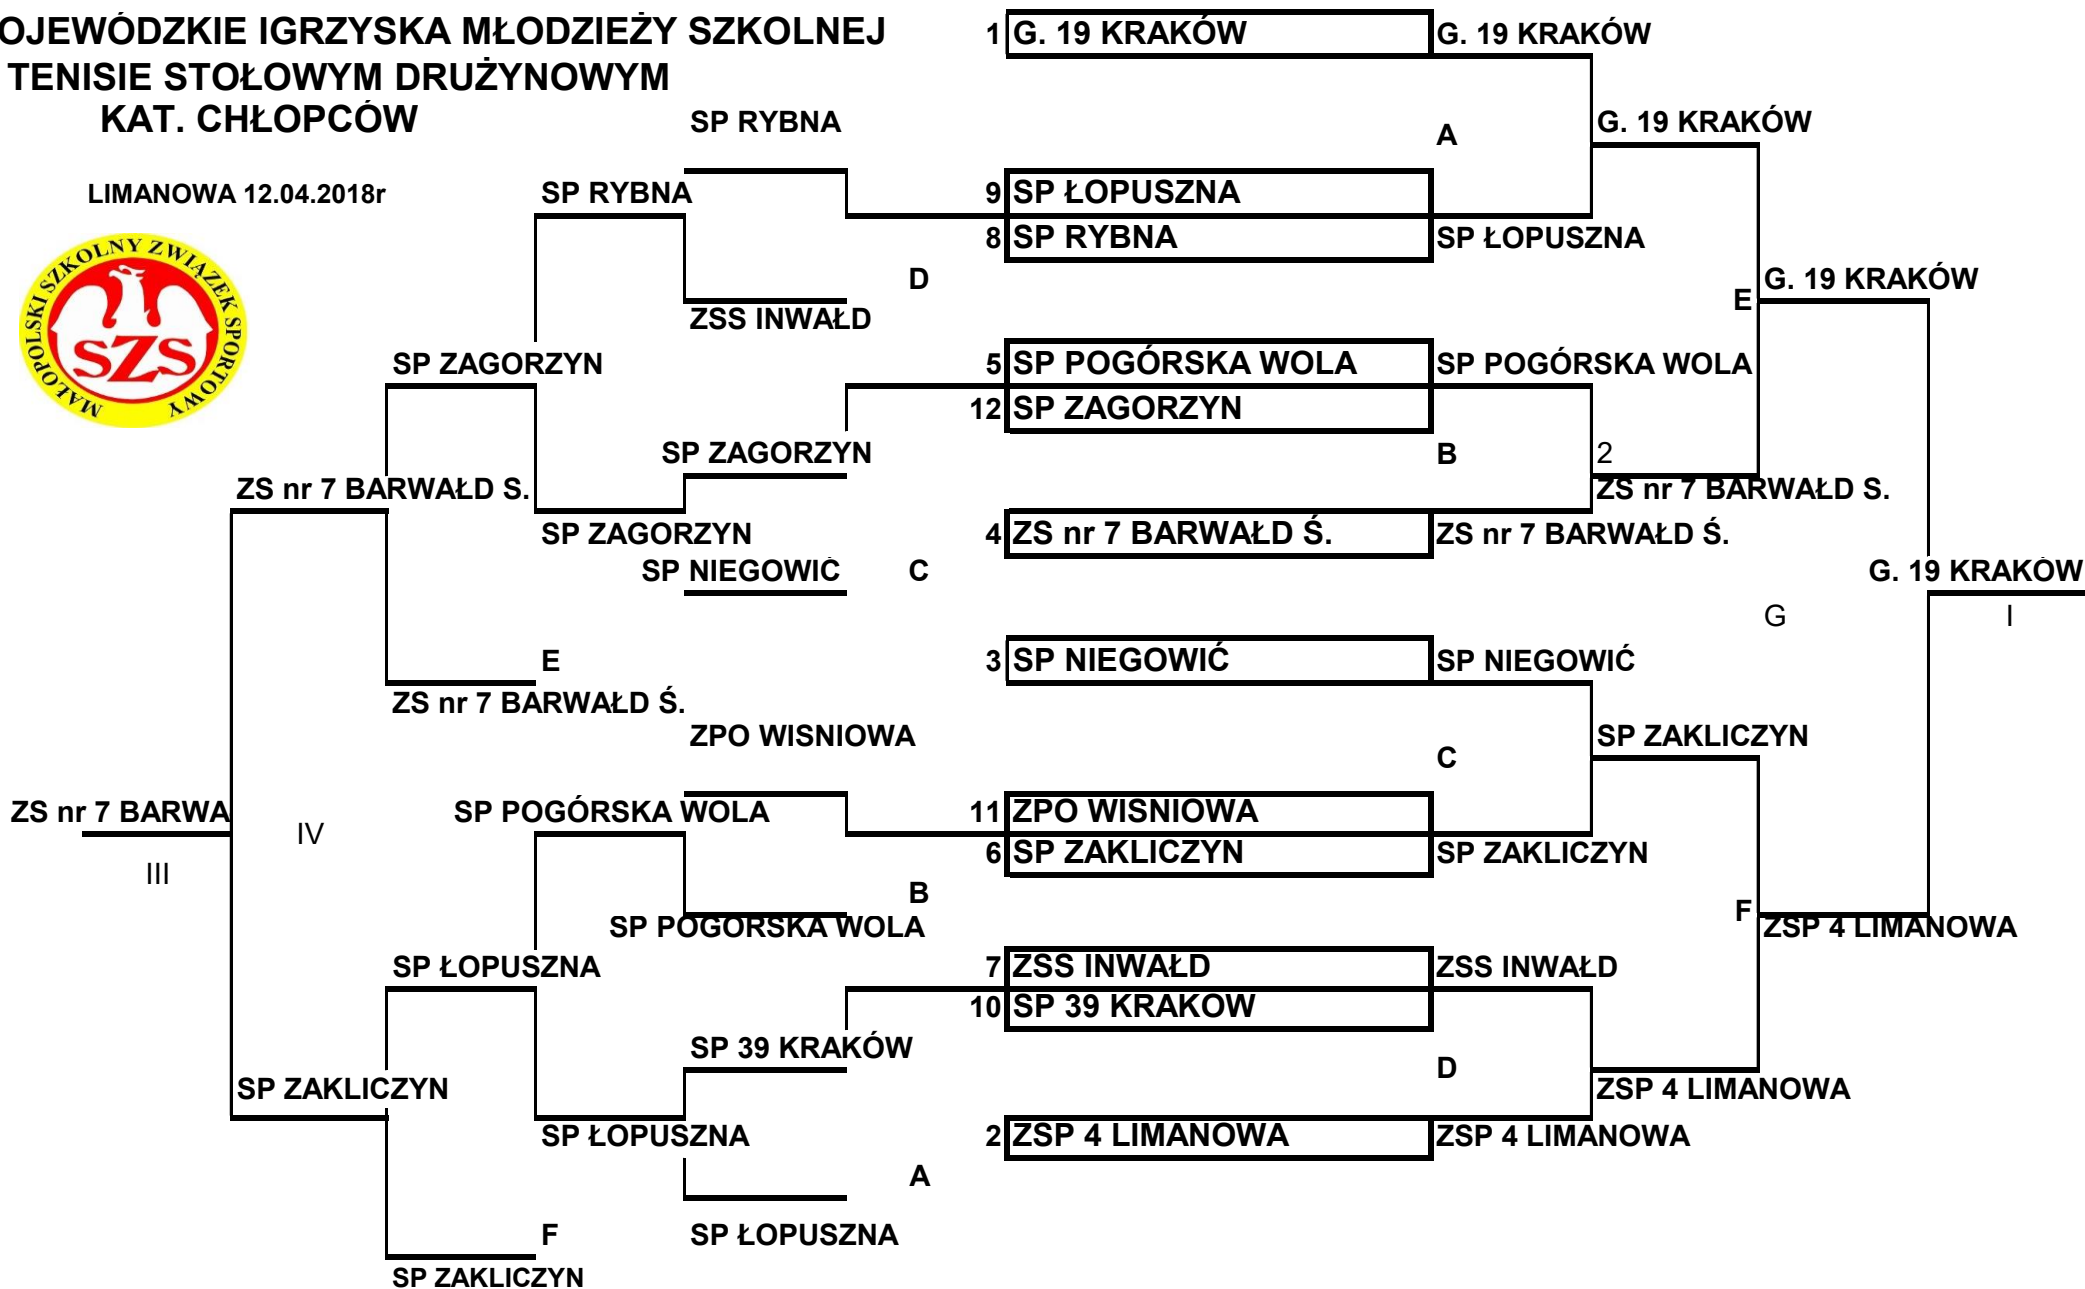 OJEWÓDZKIE IGRZYSKA MŁODZIEŻY SZKOLNEJ
TENISIE STOŁOWYM DRUŻYNOWYM
KAT. CHŁOPCÓW
LIMANOWA 12.04.2018r
MAŁOPOLSKI SZKOLNY ZWIĄZEK SPORTOWY
SZS
1 G. 19 KRAKÓW G. 19 KRAKÓW
SP RYBNA A G. 19 KRAKÓW
SP RYBNA 9 SP ŁOPUSZNA
8 SP RYBNA SP ŁOPUSZNA
D G. 19 KRAKÓW
E
ZSS INWAŁD
SP ZAGORZYN 5 SP POGÓRSKA WOLA SP POGÓRSKA WOLA
12 SP ZAGORZYN
SP ZAGORZYN B 2
ZS nr 7 BARWAŁD S. ZS nr 7 BARWAŁD S.
SP ZAGORZYN 4 ZS nr 7 BARWAŁD Ś. ZS nr 7 BARWAŁD Ś.
SP NIEGOWIĆ C G. 19 KRAKÓW
G I
E 3 SP NIEGOWIĆ SP NIEGOWIĆ
ZS nr 7 BARWAŁD Ś.
ZPO WISNIOWA SP ZAKLICZYN
C
ZS nr 7 BARWA SP POGÓRSKA WOLA 11 ZPO WISNIOWA
IV
III 6 SP ZAKLICZYN SP ZAKLICZYN
B
F
SP POGORSKA WOLA ZSP 4 LIMANOWA
SP ŁOPUSZNA 7 ZSS INWAŁD ZSS INWAŁD
10 SP 39 KRAKOW
SP 39 KRAKÓW
D
SP ZAKLICZYN ZSP 4 LIMANOWA
SP ŁOPUSZNA 2 ZSP 4 LIMANOWA ZSP 4 LIMANOWA
A
F SP ŁOPUSZNA
SP ZAKLICZYN